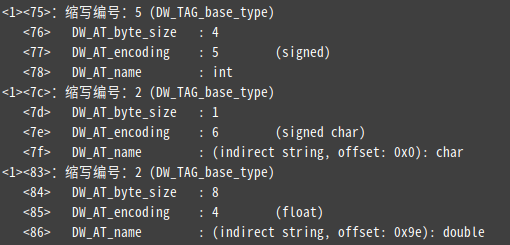 <1><75>: 缩写编号: 5 (DW_TAG_base_type)
<76> DW_AT_byte_size : 4
<77> DW_AT_encoding : 5 (signed)
<78> DW_AT_name : int
<1><7c>: 缩写编号: 2 (DW_TAG_base_type)
<7d> DW_AT_byte_size : 1
<7e> DW_AT_encoding : 6 (signed char)
<7f> DW_AT_name : (indirect string, offset: 0x0): char
<1><83>: 缩写编号: 2 (DW_TAG_base_type)
<84> DW_AT_byte_size : 8
<85> DW_AT_encoding : 4 (float)
<86> DW_AT_name : (indirect string, offset: 0x9e): double